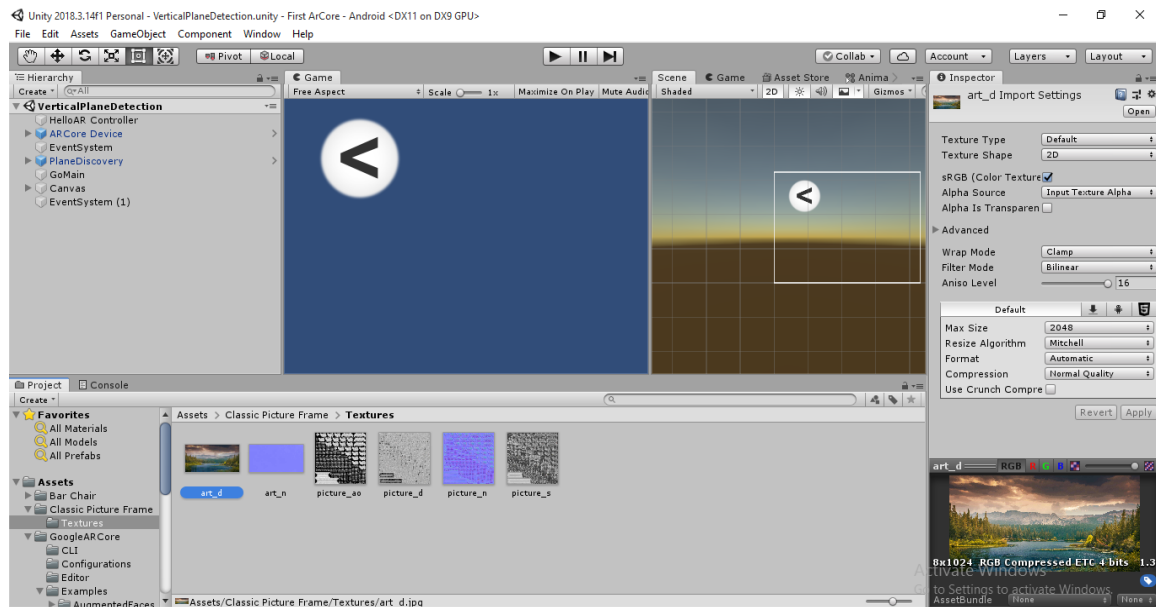 Unity 2018.3.14f1 Personal - VerticalPlaneDetection.unity - First ArCore - Android <DX11 on DX9 GPU>
File Edit Assets GameObject Component Window Help
Pivot Local Collab Account Layers Layout
Hierarchy
Create All
VerticalPlaneDetection
HelloAR Controller
ARCore Device
EventSystem
PlaneDiscovery
GoMain
Canvas
EventSystem (1)
Game
Free Aspect Scale 1x Maximize On Play Mute Audio
<
Scene Game Asset Store Anima
Shaded 2D Gizmos
<
Inspector
art_d Import Settings
Open
Texture Type Default
Texture Shape 2D
sRGB (Color Texture
Alpha Source Input Texture Alpha
Alpha Is Transparen
Advanced
Wrap Mode Clamp
Filter Mode Bilinear
Aniso Level 16
Default
Max Size 2048
Resize Algorithm Mitchell
Format Automatic
Compression Normal Quality
Use Crunch Compre
Revert Apply
Project Console
Create
Favorites
All Materials
All Models
All Prefabs
Assets
Bar Chair
Classic Picture Frame
Textures
GoogleARCore
CLI
Configurations
Editor
Examples
AugmentedFaces
Assets > Classic Picture Frame > Textures
art_d art_n picture_ao picture_d picture_n picture_s
Assets/Classic Picture Frame/Textures/art_d.jpg
art_d RGB R G B
8x1024 RGB Compressed ETC 4 bits 1.3
Activate Windows
Go to Settings to activate Windows.
AssetBundle None None